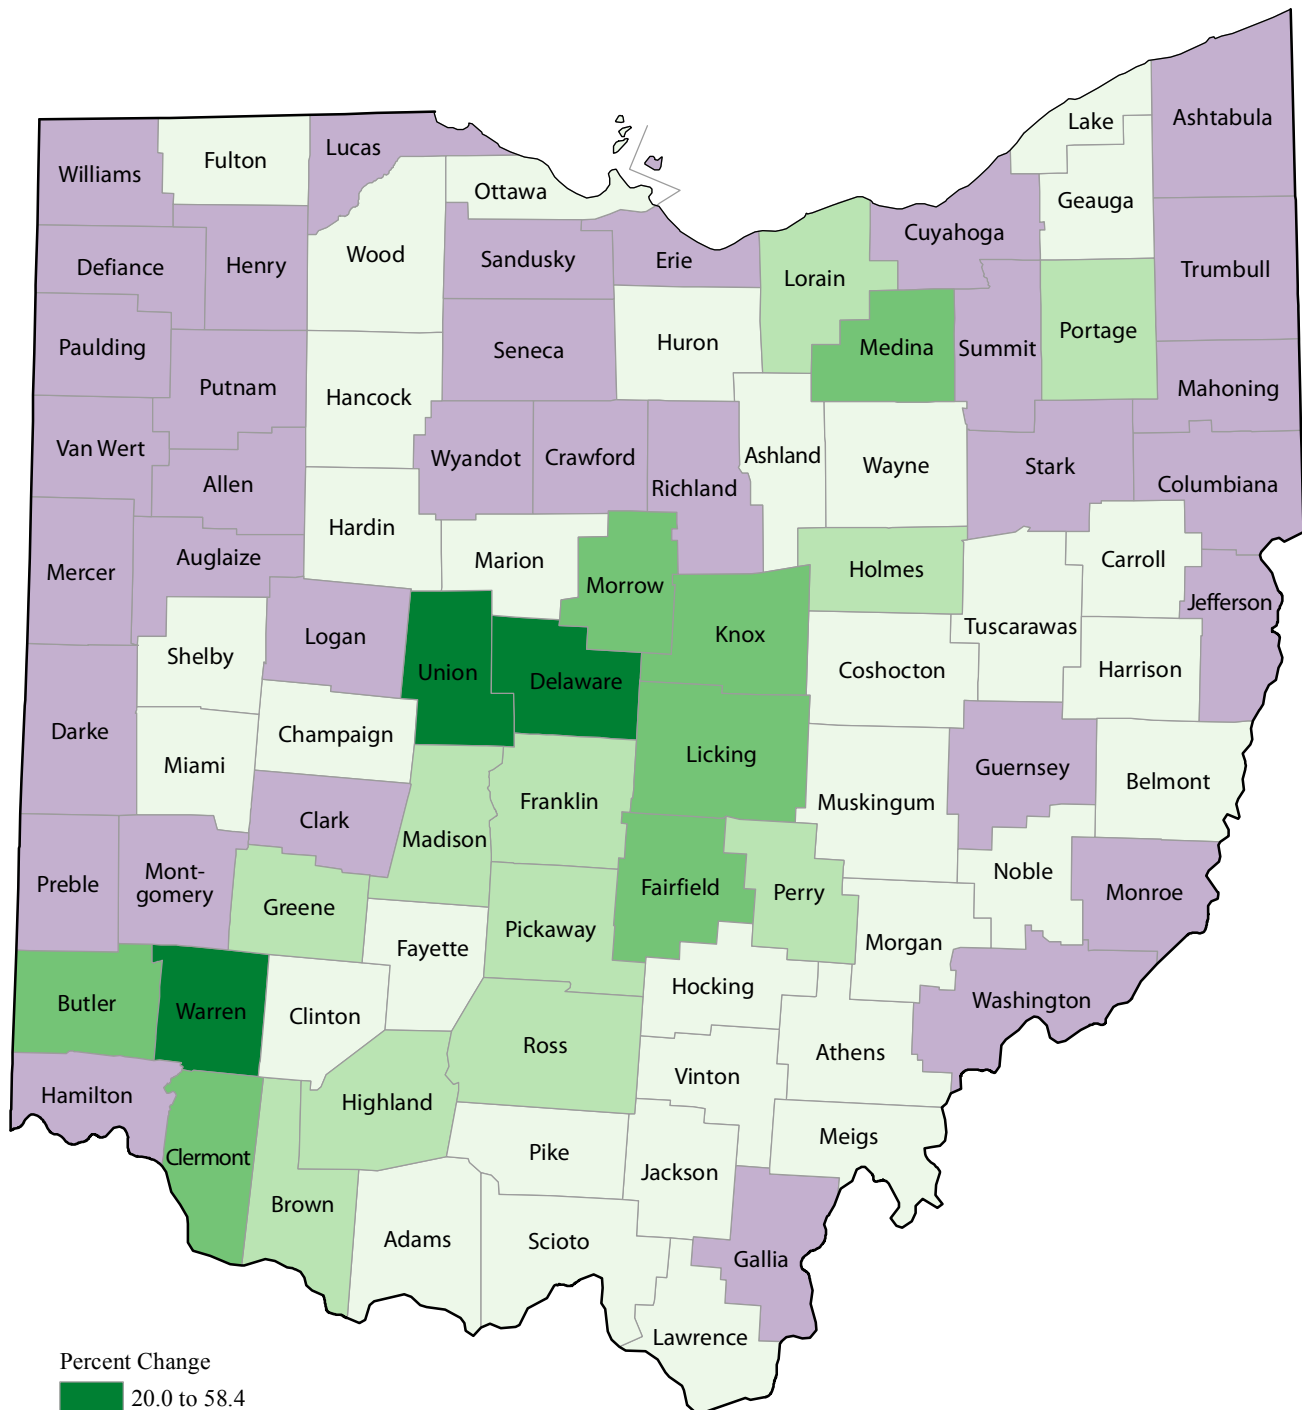 Lake
Ashtabula
Lucas
Fulton
Williams
Ottawa
Geauga
Cuyahoga
Wood
Sandusky
Erie
Henry
Defiance
Lorain
Trumbull
Portage
Huron
Medina
Summit
Paulding
Seneca
Putnam
Mahoning
Hancock
Van Wert
Wyandot
Crawford
Ashland
Wayne
Stark
Allen
Richland
Columbiana
Hardin
Auglaize
Marion
Carroll
Mercer
Holmes
Morrow
Jefferson
Logan
Knox
Tuscarawas
Shelby
Union
Delaware
Coshocton
Harrison
Darke
Champaign
Licking
Miami
Guernsey
Belmont
Franklin
Muskingum
Clark
Madison
Noble
Preble
Mont-
gomery
Fairfield
Perry
Monroe
Greene
Pickaway
Fayette
Morgan
Hocking
Washington
Butler
Warren
Clinton
Ross
Athens
Vinton
Hamilton
Highland
Meigs
Clermont
Pike
Jackson
Brown
Adams
Scioto
Gallia
Lawrence
Percent Change
20.0 to 58.4